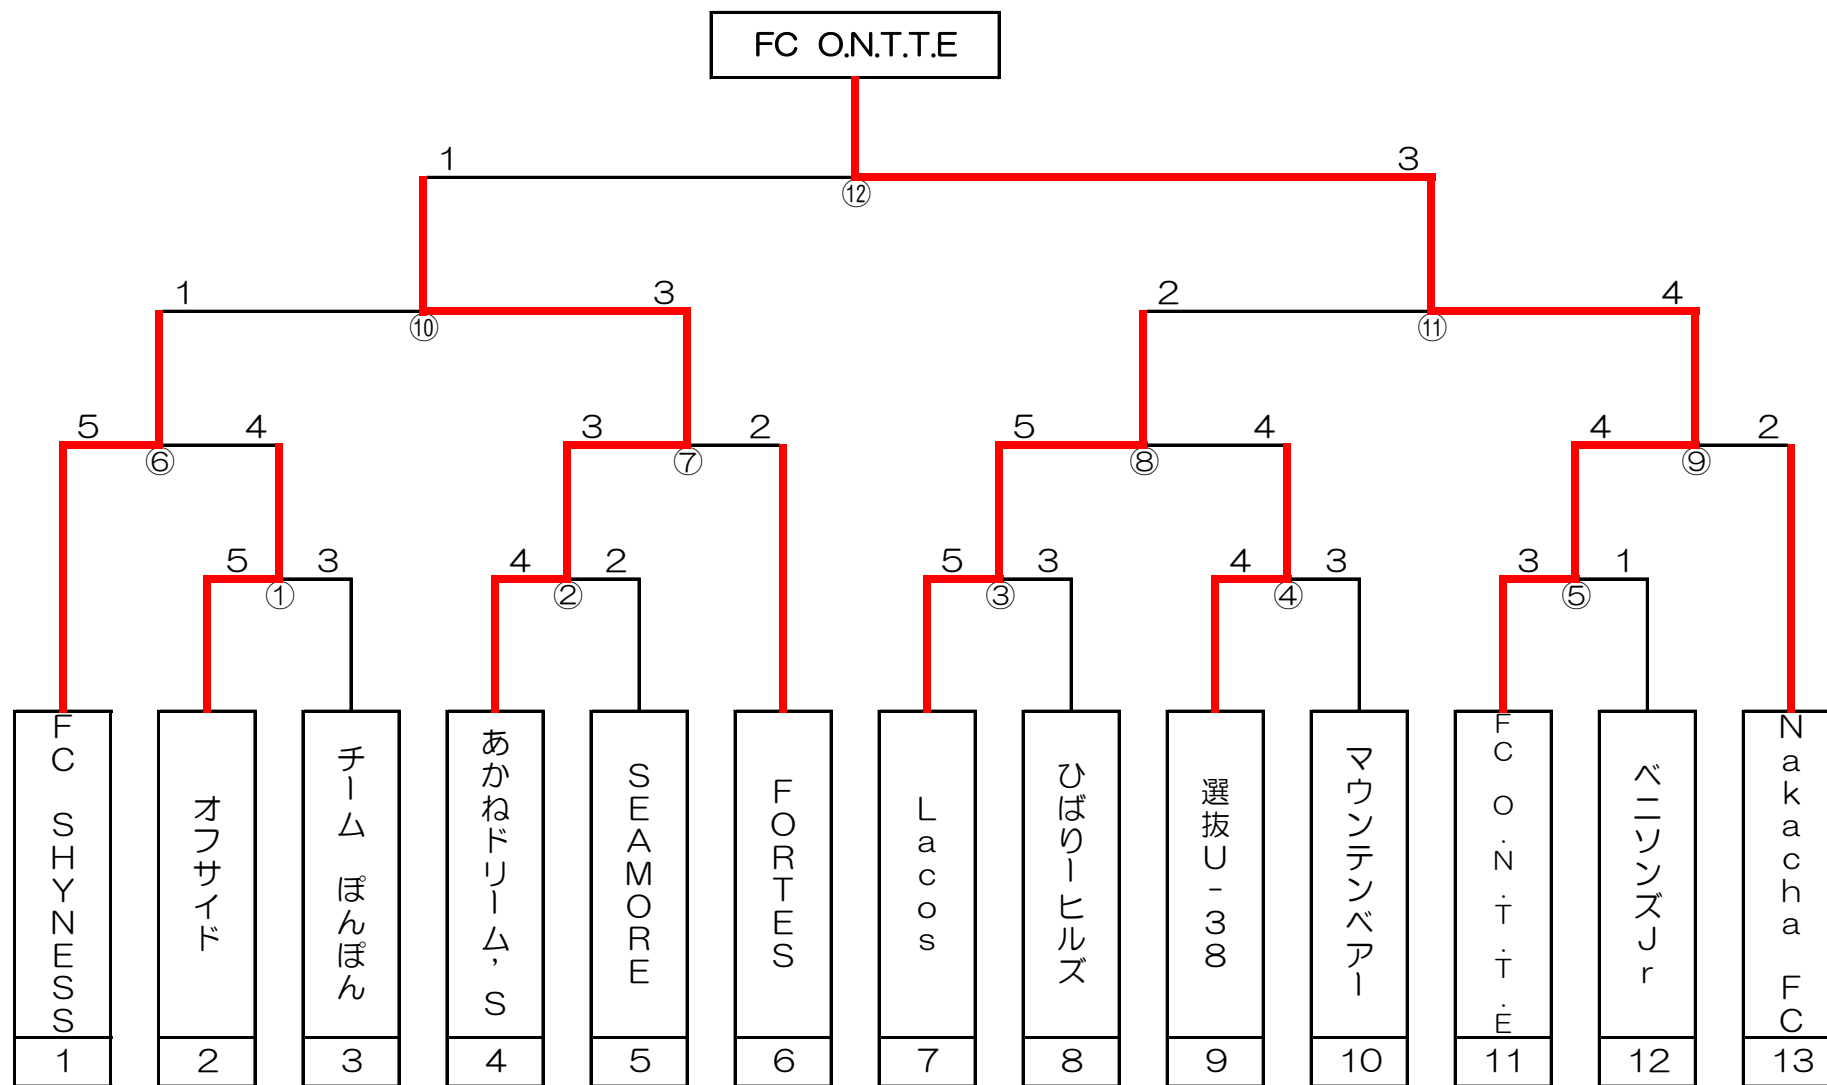 FC O.N.T.T.E
1 3
⑫
1 3 2 4
⑩ ⑪
5 4 3 2 5 4 4 2
⑥ ⑦ ⑧ ⑨
5 3 4 2 5 3 4 3 3 1
① ② ③ ④ ⑤
FC SHYNESS
オフサイド
チーム ぽんぽん
あかねドリーム’S
SEAMORE
FORTES
Lacos
ひばりーヒルズ
選抜U-38
マウンテンベアー
FC O.N.T.T.E
ベニソンズJr
Nakacha FC
1 2 3 4 5 6 7 8 9 10 11 12 13